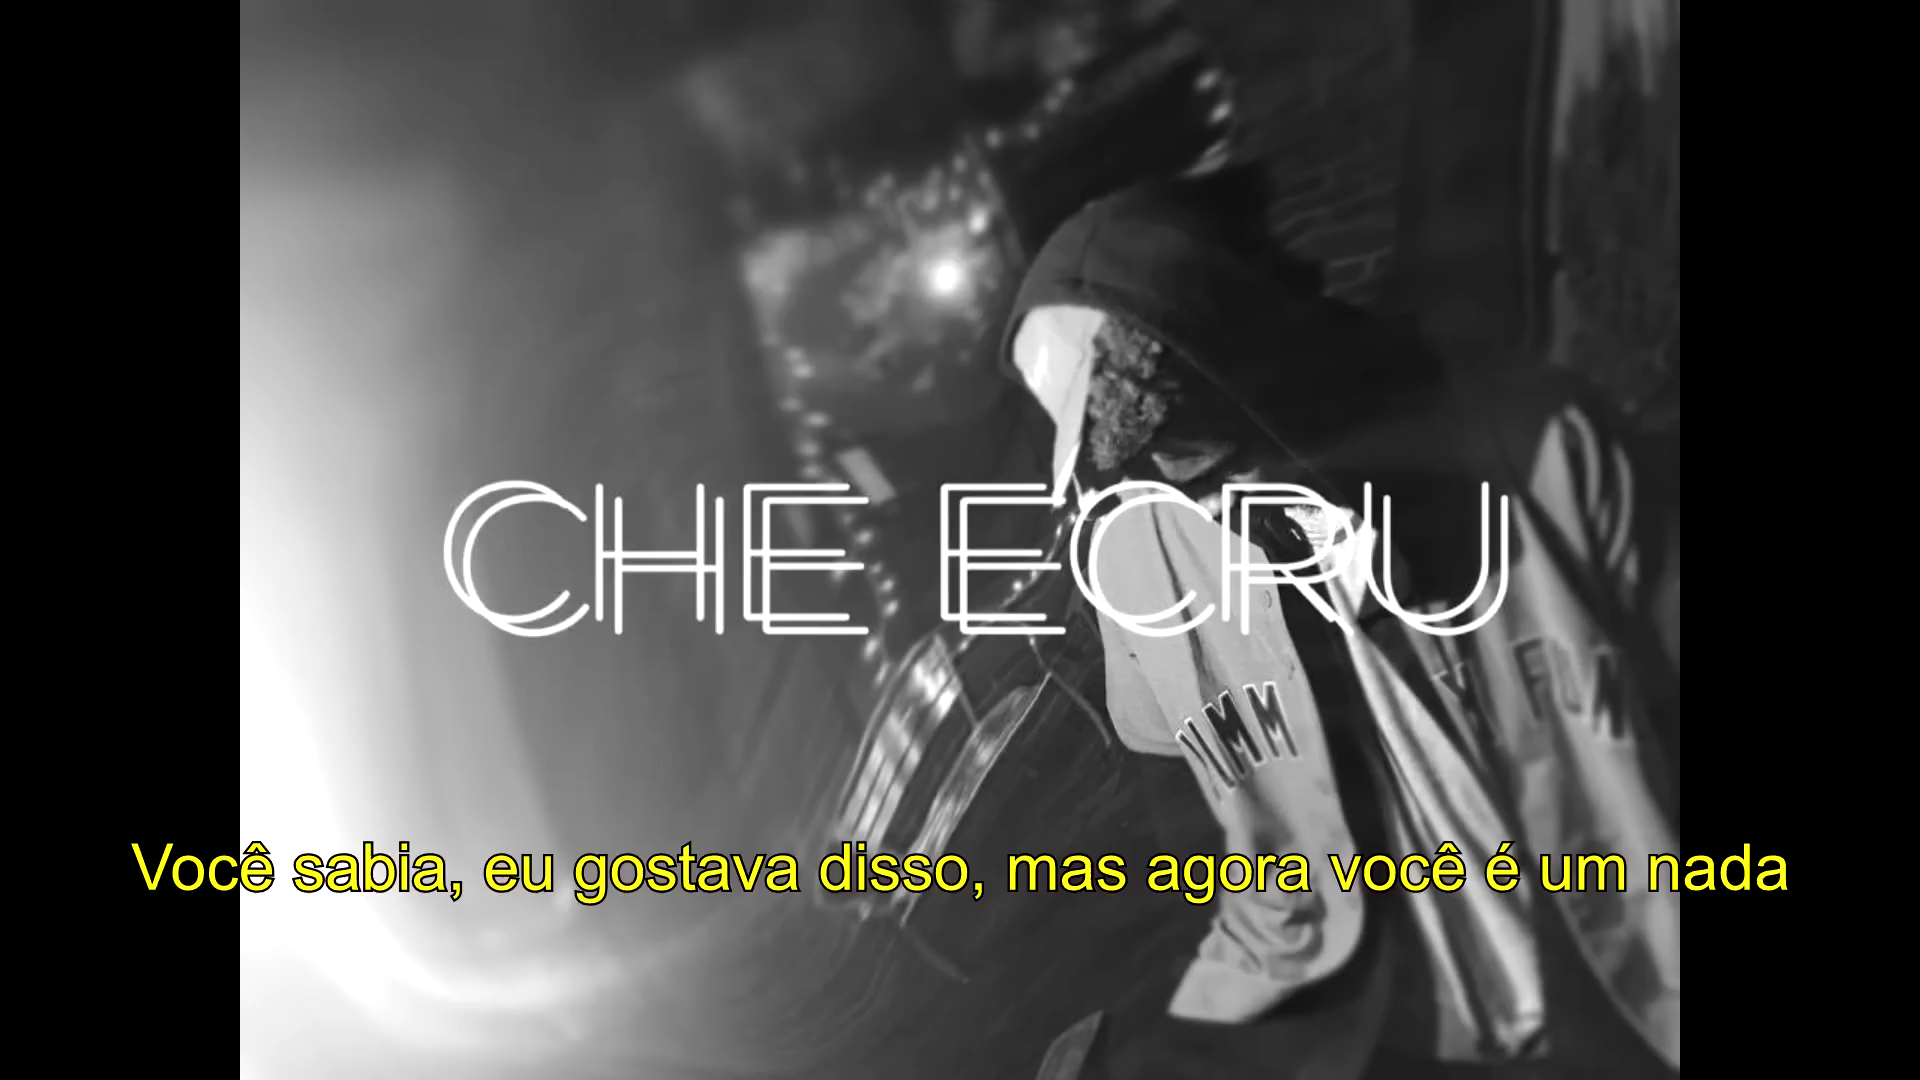 CHE ECRU
Você sabia, eu gostava disso, mas agora você é um nada